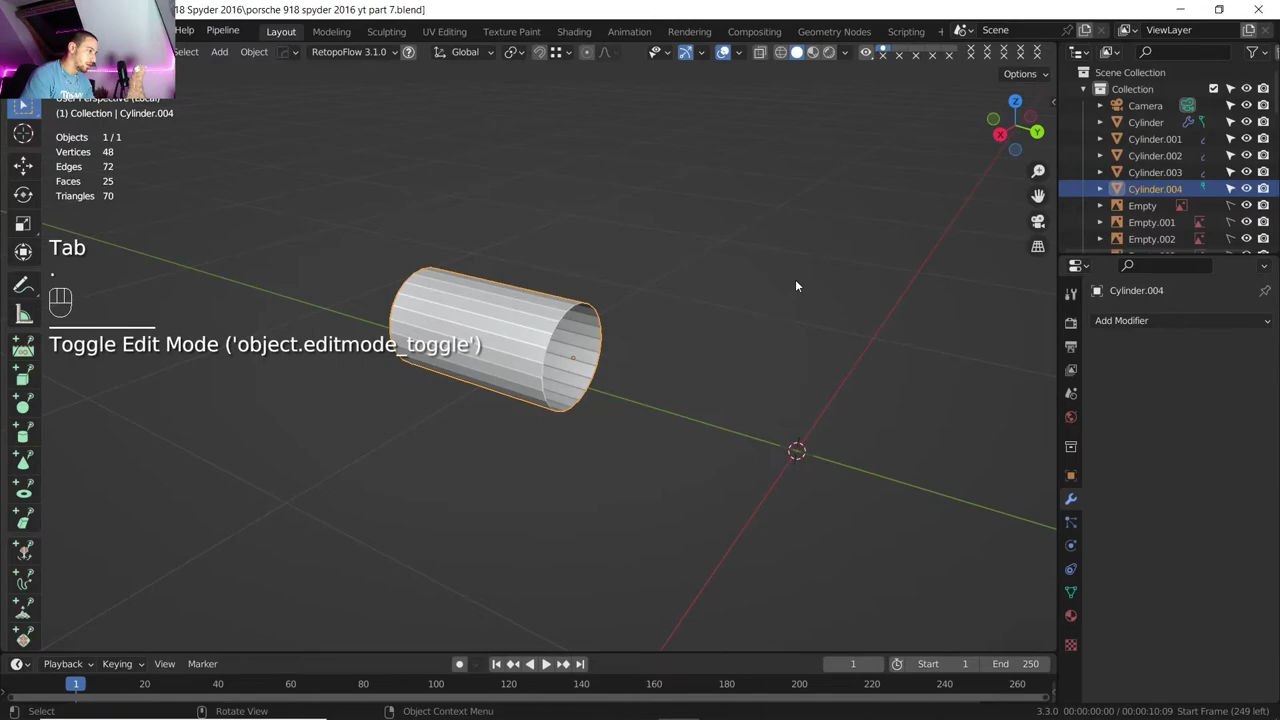 18 Spyder 2016\porsche 918 spyder 2016 yt part 7.blend]
Help Pipeline Layout Modeling Sculpting UV Editing Texture Paint Shading Animation Rendering Compositing Geometry Nodes Scripting + Scene ViewLayer
Select Add Object RetopoFlow 3.1.0 Global
Options
(1) Collection | Cylinder.004
Objects 1 / 1
Vertices 48
Edges 72
Faces 25
Triangles 70
Tab
.
Toggle Edit Mode ('object.editmode_toggle')
X
Y
Z
Scene Collection
Collection
Camera
Cylinder
Cylinder.001
Cylinder.002
Cylinder.003
Cylinder.004
Empty
Empty.001
Empty.002
Cylinder.004
Add Modifier
Playback Keying View Marker 1 Start 1 End 250
1 20 40 60 80 100 120 140 160 180 200 220 240 260
Select Rotate View Object Context Menu 3.3.0 00:00:00:00 / 00:00:10:09 Start Frame (249 left)